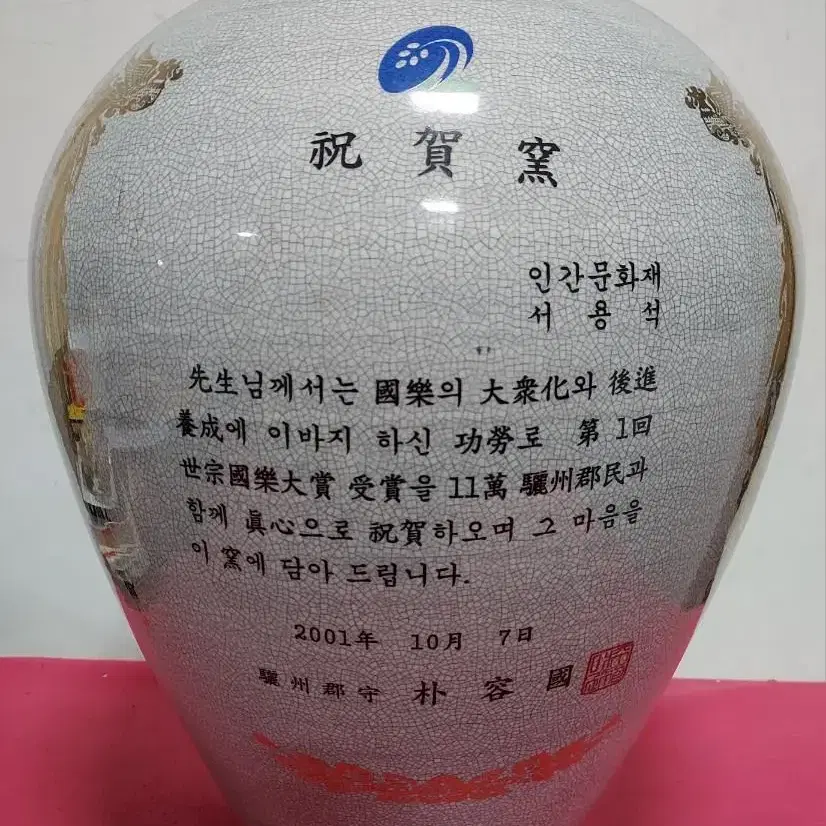 祝 賀 窯
인간문화재
서 용 석
先生님께서는 國樂의 大衆化와 後進
養成에 이바지 하신 功勞로 第 1回
世宗國樂大賞 受賞을 11萬 驪州郡民과
함께 眞心으로 祝賀하오며 그 마음을
이 窯에 담아 드립니다.
2001年 10月 7日
驪州郡守 朴容國